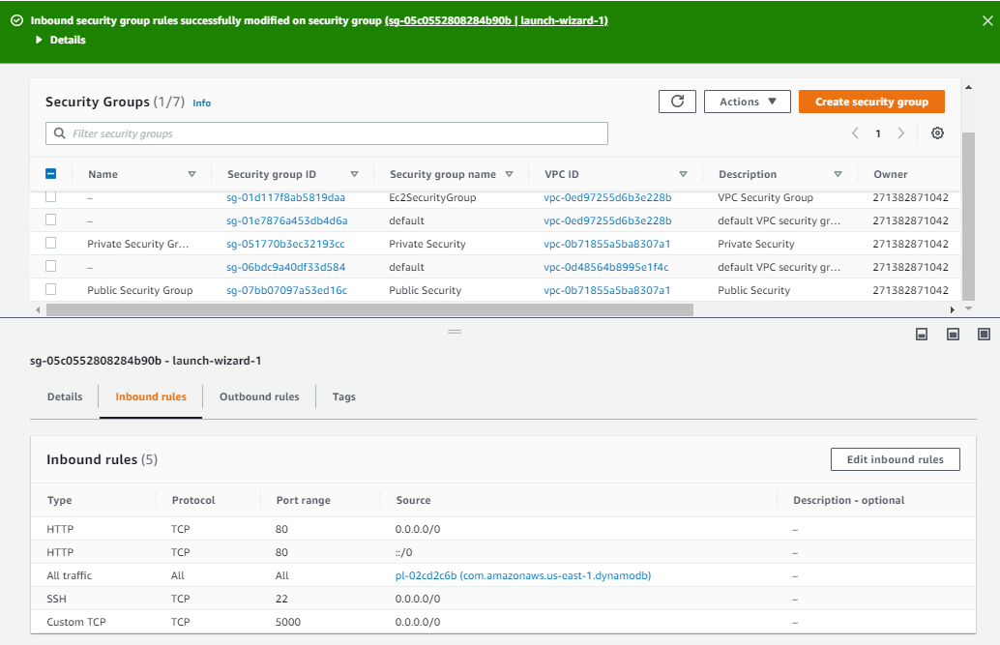 Inbound security group rules successfully modified on security group (sg-05c0552808284b90b | launch-wizard-1)
Details
Security Groups (1/7) Info
Actions
Create security group
Filter security groups
1
Name Security group ID Security group name VPC ID Description Owner
– sg-01d117f8ab5819daa Ec2SecurityGroup vpc-0ed97255d6b3e228b VPC Security Group 271382871042
– sg-01e7876a453db4d6a default vpc-0ed97255d6b3e228b default VPC security gr... 271382871042
Private Security Gr... sg-051770b3ec32193cc Private Security vpc-0b71855a5ba8307a1 Private Security 271382871042
– sg-06bdc9a40df33d584 default vpc-0d48564b8995e1f4c default VPC security gr... 271382871042
Public Security Group sg-07bb07097a53ed16c Public Security vpc-0b71855a5ba8307a1 Public Security 271382871042
sg-05c0552808284b90b - launch-wizard-1
Details Inbound rules Outbound rules Tags
Inbound rules (5)
Edit inbound rules
Type Protocol Port range Source Description - optional
HTTP TCP 80 0.0.0.0/0 –
HTTP TCP 80 ::/0 –
All traffic All All pl-02cd2c6b (com.amazonaws.us-east-1.dynamodb) –
SSH TCP 22 0.0.0.0/0 –
Custom TCP TCP 5000 0.0.0.0/0 –